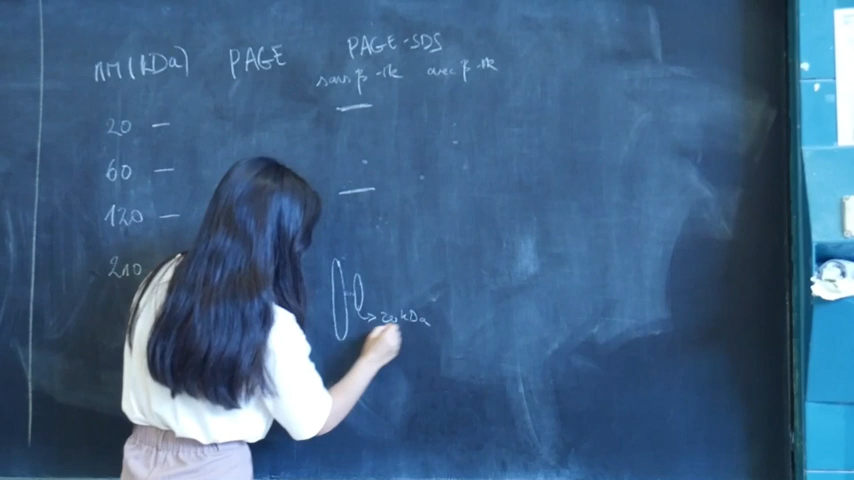 MM (kDa) PAGE PAGE-SDS
sans β-Me avec β-Me
20 —
60 —
120 —
210
→ 20 kDa